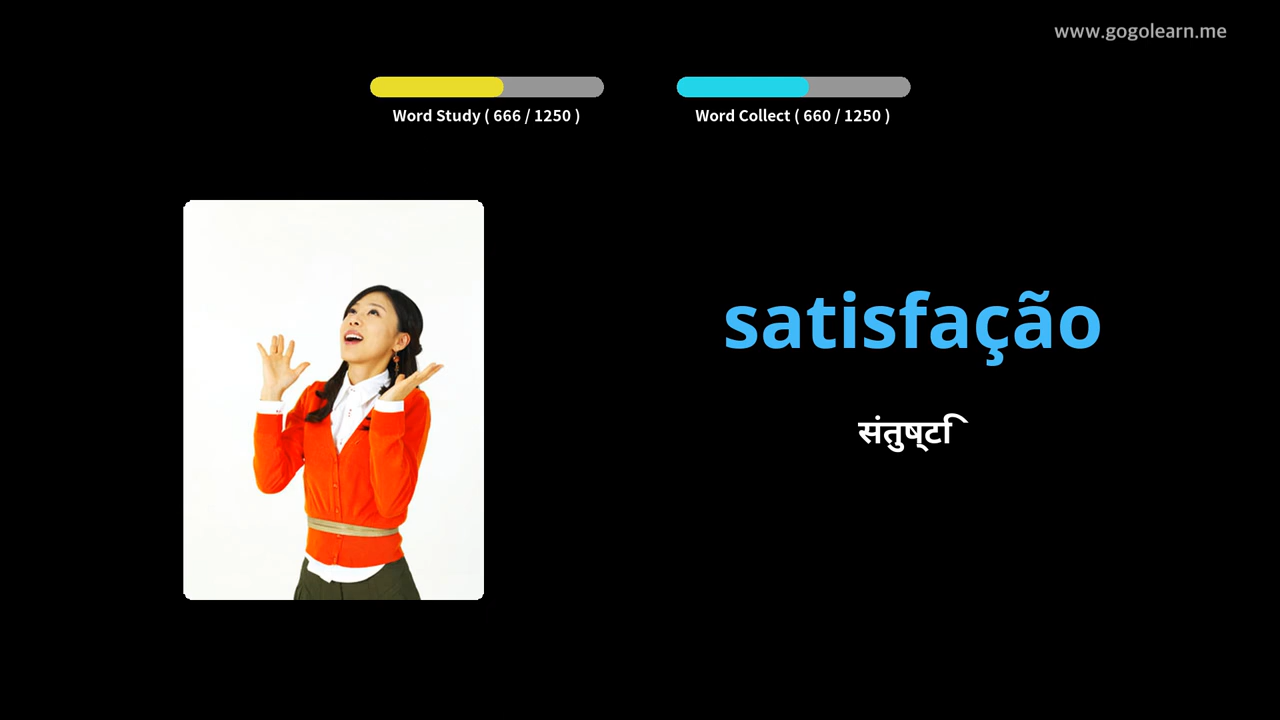 www.gogolearn.me
Word Study ( 666 / 1250 )
Word Collect ( 660 / 1250 )
satisfação
संतुष्टि